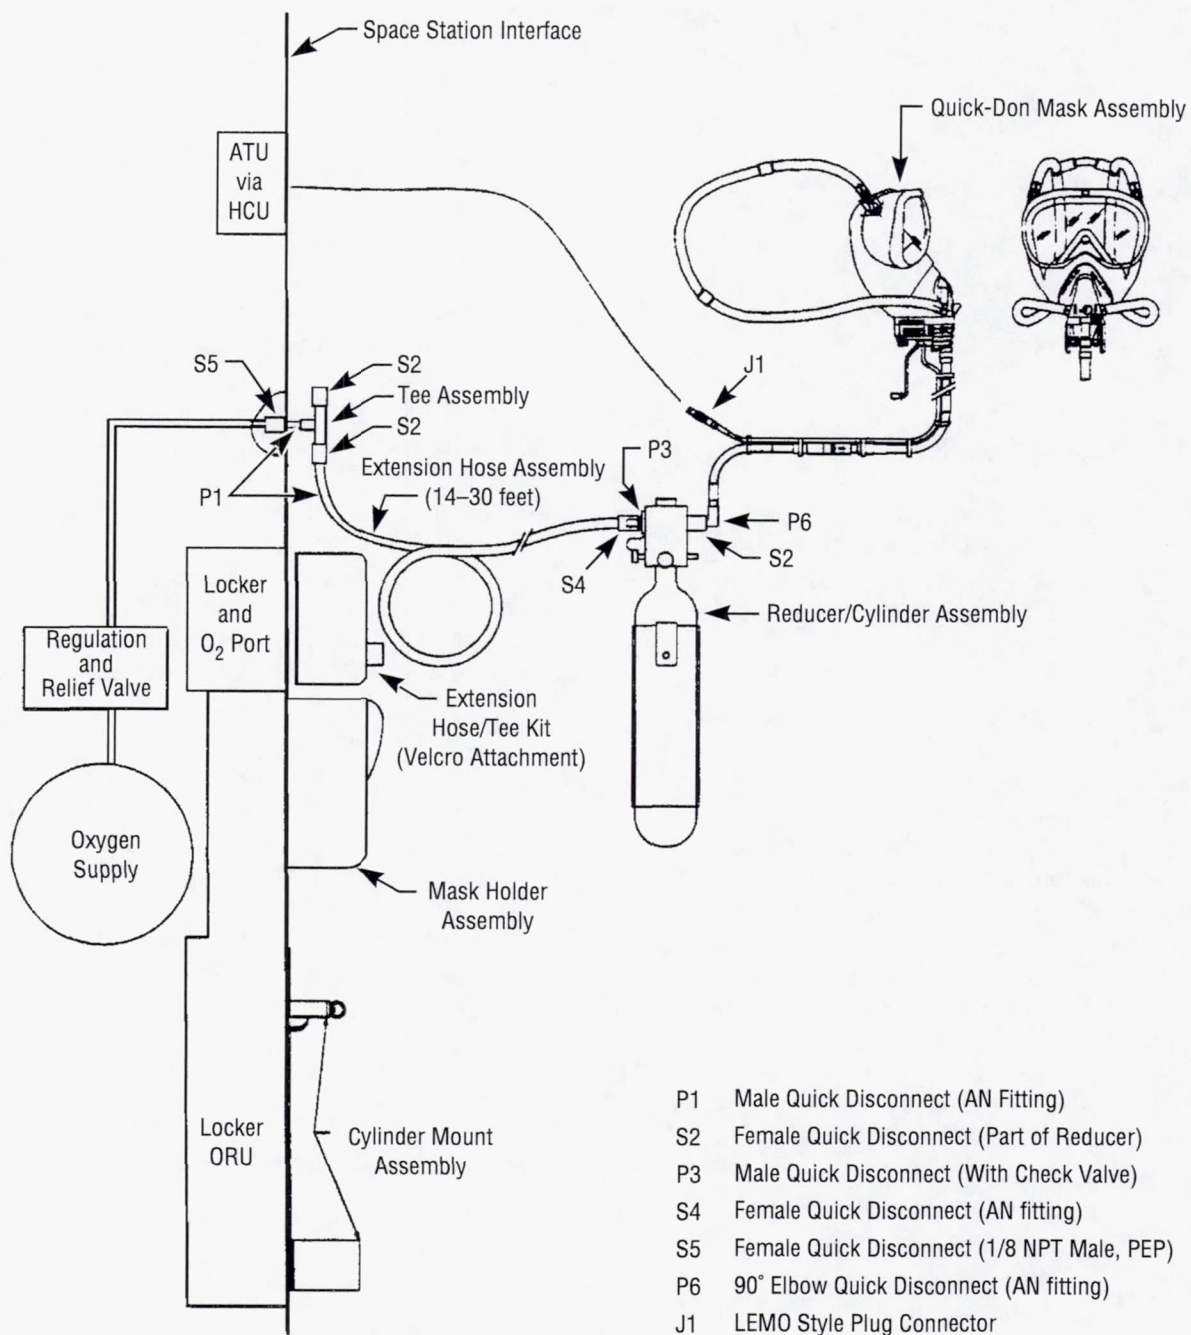 Space Station Interface
Quick-Don Mask Assembly
ATU
via
HCU
S5
S2
Tee Assembly
S2
J1
P3
Extension Hose Assembly
(14–30 feet)
P1
P6
S4
S2
Locker
and
O2 Port
Reducer/Cylinder Assembly
Regulation
and
Relief Valve
Extension
Hose/Tee Kit
(Velcro Attachment)
Oxygen
Supply
Mask Holder
Assembly
Locker
ORU
Cylinder Mount
Assembly
P1 Male Quick Disconnect (AN Fitting)
S2 Female Quick Disconnect (Part of Reducer)
P3 Male Quick Disconnect (With Check Valve)
S4 Female Quick Disconnect (AN fitting)
S5 Female Quick Disconnect (1/8 NPT Male, PEP)
P6 90° Elbow Quick Disconnect (AN fitting)
J1 LEMO Style Plug Connector